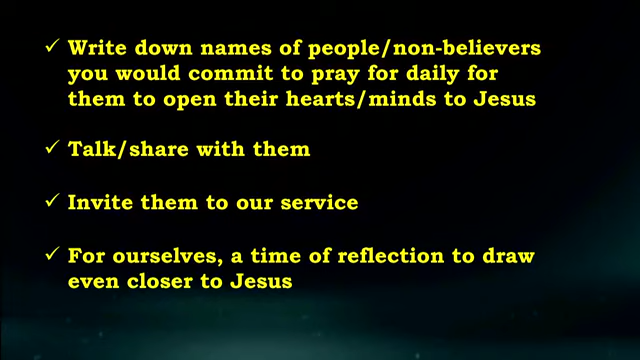 ✓ Write down names of people/non-believers
you would commit to pray for daily for
them to open their hearts/minds to Jesus
✓ Talk/share with them
✓ Invite them to our service
✓ For ourselves, a time of reflection to draw
even closer to Jesus